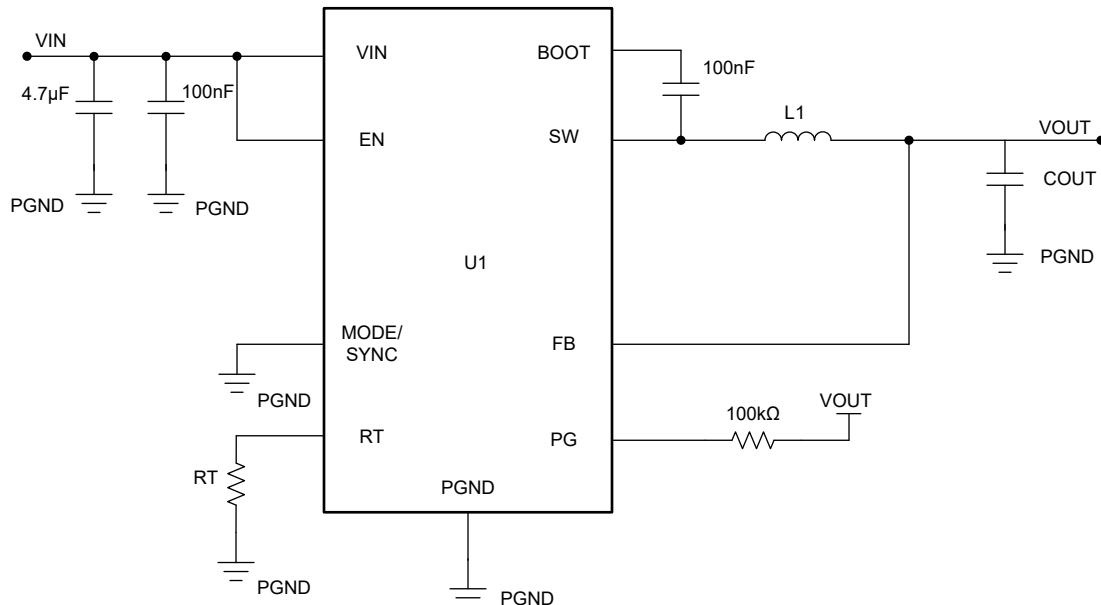 VIN
4.7µF
100nF
PGND
PGND
VIN
EN
MODE/
SYNC
PGND
RT
RT
PGND
U1
PGND
PGND
BOOT
100nF
SW
L1
VOUT
COUT
PGND
FB
PG
100kΩ
VOUT